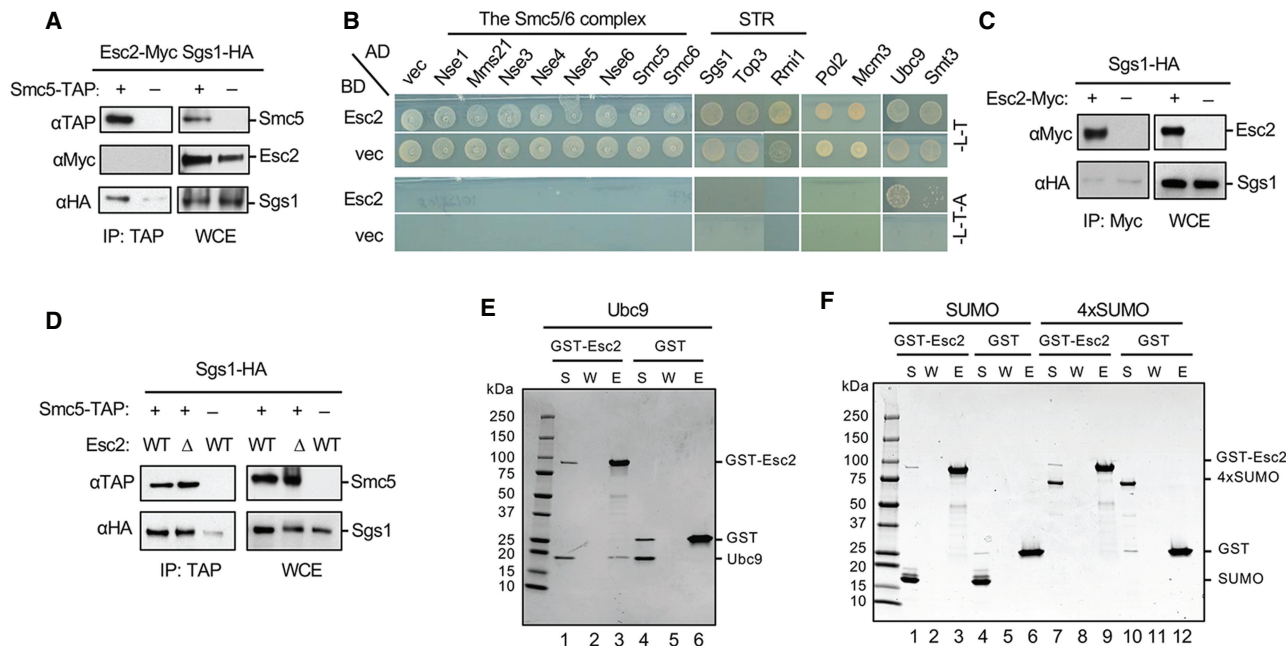 A
Esc2-Myc Sgs1-HA
Smc5-TAP: + – + –
αTAP Smc5
αMyc Esc2
αHA Sgs1
IP: TAP WCE
B
The Smc5/6 complex STR
AD
BD
vec Nse1 Mms21 Nse3 Nse4 Nse5 Nse6 Smc5 Smc6 Sgs1 Top3 Rmi1 Pol2 Mcm3 Ubc9 Smt3
Esc2
vec
-L-T
Esc2
vec
-L-T-A
C
Sgs1-HA
Esc2-Myc: + – + –
αMyc Esc2
αHA Sgs1
IP: Myc WCE
D
Sgs1-HA
Smc5-TAP: + + – + + –
Esc2: WT Δ WT WT Δ WT
αTAP Smc5
αHA Sgs1
IP: TAP WCE
E
Ubc9
GST-Esc2 GST
S W E S W E
kDa
250
150
100
75
50
37
25
20
15
10
GST-Esc2
GST
Ubc9
1 2 3 4 5 6
F
SUMO 4xSUMO
GST-Esc2 GST GST-Esc2 GST
S W E S W E S W E S W E
kDa
250
150
100
75
50
37
25
20
15
10
GST-Esc2
4xSUMO
GST
SUMO
1 2 3 4 5 6 7 8 9 10 11 12